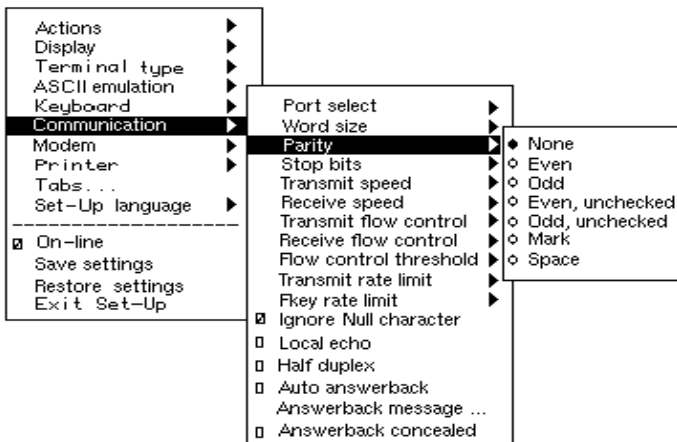 Actions
Display
Terminal type
ASCII emulation
Keyboard
Communication
Modem
Printer
Tabs...
Set-Up language
On-line
Save settings
Restore settings
Exit Set-Up
Port select
Word size
Parity
Stop bits
Transmit speed
Receive speed
Transmit flow control
Receive flow control
Flow control threshold
Transmit rate limit
Fkey rate limit
Ignore Null character
Local echo
Half duplex
Auto answerback
Answerback message ...
Answerback concealed
None
Even
Odd
Even, unchecked
Odd, unchecked
Mark
Space